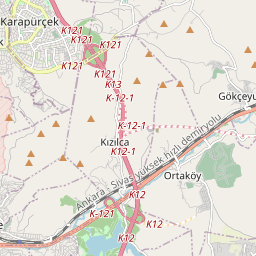 K121
Karapürçek
K121
K121
K121
K121
K13
K-12-1
Gökçeyu
K-12-1
Kızılca
K12-1
Ankara - Sivas yüksek hızlı demiryolu
Ortaköy
K12
K-121
K12
K12